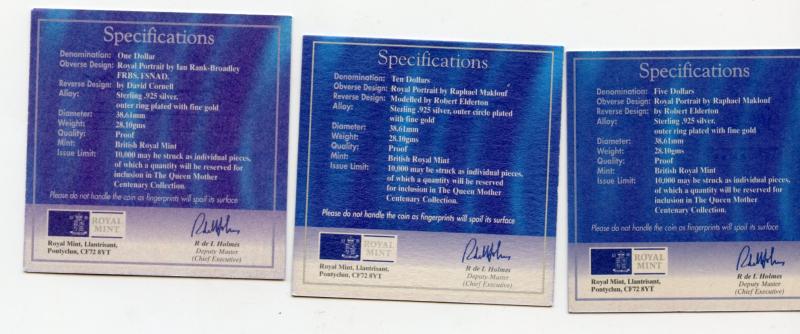 Specifications
Denomination: One Dollar
Obverse Design: Royal Portrait by Ian Rank-Broadley
FRBS, FSNAD.
Reverse Design: by David Cornell
Alloy: Sterling .925 silver,
outer ring plated with fine gold
Diameter: 38.61mm
Weight: 28.10gms
Quality: Proof
Mint: British Royal Mint
Issue Limit: 10,000 may be struck as individual pieces,
of which a quantity will be reserved
for inclusion in The Queen Mother
Centenary Collection.
Please do not handle the coin as fingerprints will spoil its surface
ROYAL
MINT
Royal Mint, Llantrisant,
Pontyclun, CF72 8YT
R de L Holmes
Deputy Master
(Chief Executive)
Specifications
Denomination: Ten Dollars
Obverse Design: Royal Portrait by Raphael Maklouf
Reverse Design: Modelled by Robert Elderton
Alloy: Sterling .925 silver, outer circle plated
with fine gold
Diameter: 38.61mm
Weight: 28.10gms
Quality: Proof
Mint: British Royal Mint
Issue Limit: 10,000 may be struck as individual pieces,
of which a quantity will be reserved
for inclusion in The Queen Mother
Centenary Collection.
Please do not handle the coin as fingerprints will spoil its surface
ROYAL
MINT
Royal Mint, Llantrisant,
Pontyclun, CF72 8YT
R de L Holmes
Deputy Master
(Chief Executive)
Specifications
Denomination: Five Dollars
Obverse Design: Royal Portrait by Raphael Maklouf
Reverse Design: by Robert Elderton
Alloy: Sterling .925 silver,
outer ring plated with fine gold
Diameter: 38.61mm
Weight: 28.10gms
Quality: Proof
Mint: British Royal Mint
Issue Limit: 10,000 may be struck as individual pieces,
of which a quantity will be reserved for
inclusion in The Queen Mother
Centenary Collection.
Please do not handle the coin as fingerprints will spoil its surface
ROYAL
MINT
Royal Mint, Llantrisant,
Pontyclun, CF72 8YT
R de L Holmes
Deputy Master
(Chief Executive)